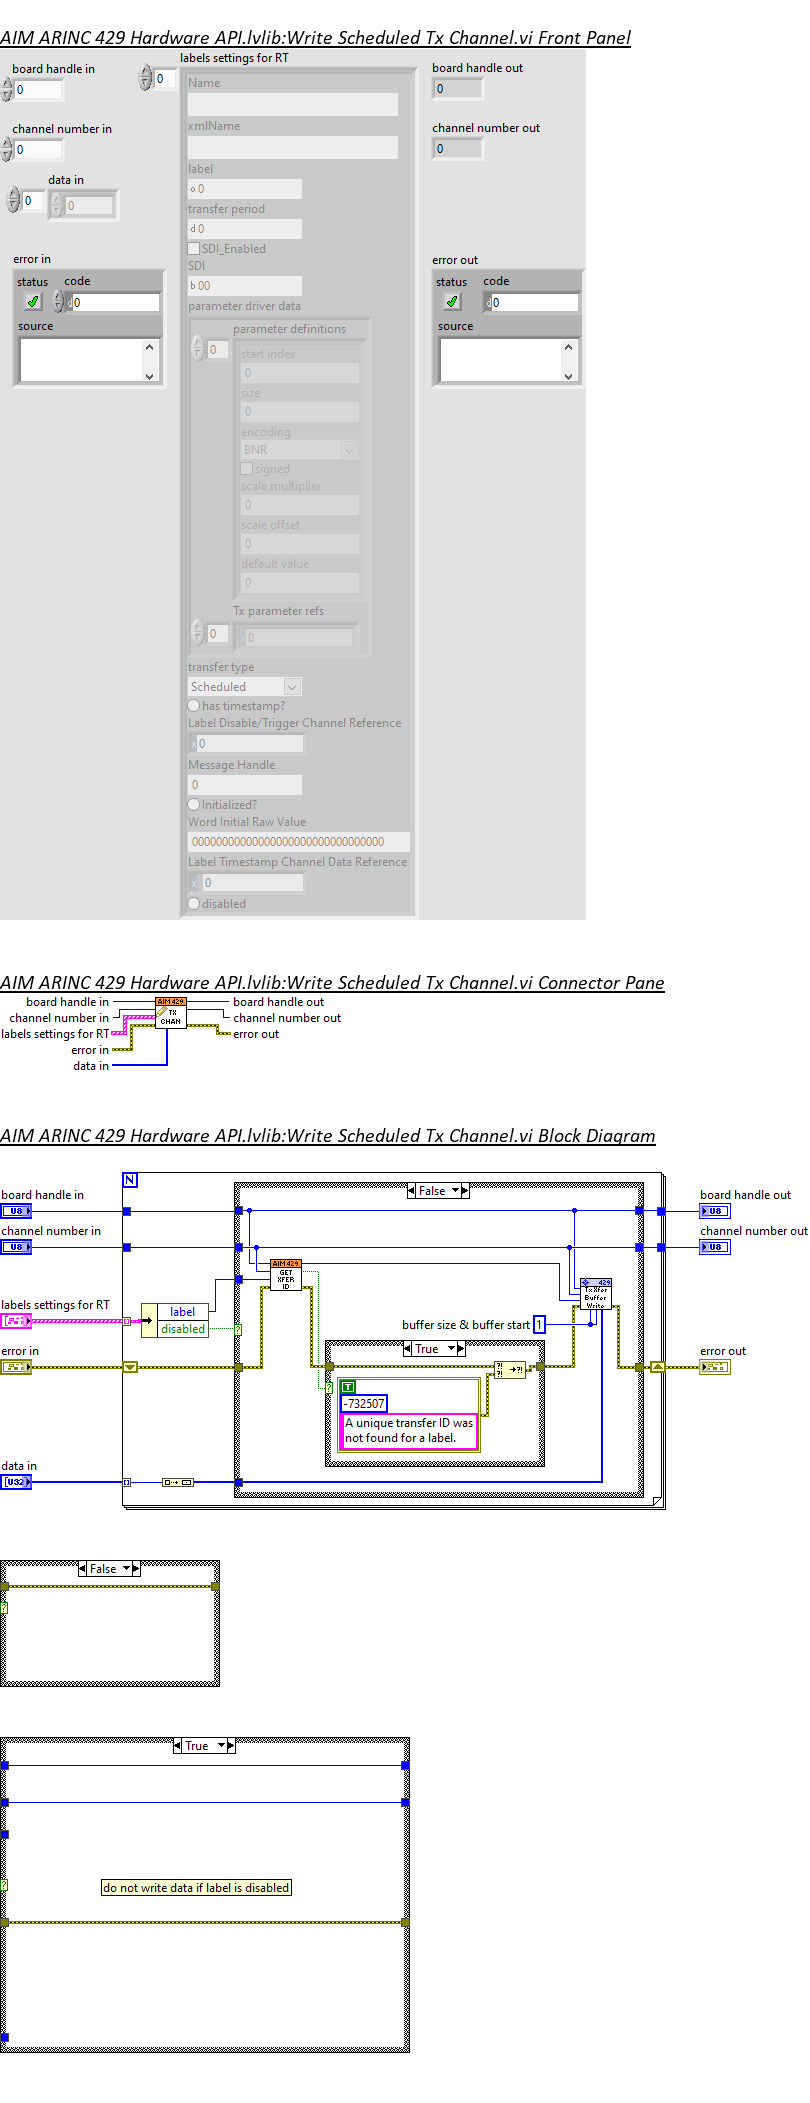 AIM ARINC 429 Hardware API.lvlib:Write Scheduled Tx Channel.vi Front Panel
labels settings for RT
board handle in
0
0
Name
board handle out
0
xmlName
channel number in
0
channel number out
0
label
o 0
data in
0
0
transfer period
d 0
SDI_Enabled
SDI
b 00
error in
status
code
d 0
source
error out
status
code
d 0
source
parameter driver data
parameter definitions
0
start index
0
size
0
encoding
BNR
signed
scale multiplier
0
scale offset
0
default value
0
Tx parameter refs
0
0
transfer type
Scheduled
has timestamp?
Label Disable/Trigger Channel Reference
x 0
Message Handle
0
Initialized?
Word Initial Raw Value
00000000000000000000000000000000
Label Timestamp Channel Data Reference
x 0
disabled
AIM ARINC 429 Hardware API.lvlib:Write Scheduled Tx Channel.vi Connector Pane
board handle in
channel number in
labels settings for RT
error in
data in
AIM 429
TX
CHAN
board handle out
channel number out
error out
AIM ARINC 429 Hardware API.lvlib:Write Scheduled Tx Channel.vi Block Diagram
N
False
board handle in
U8
board handle out
U8
channel number in
U8
channel number out
U8
AIM 429
GET
XFER
ID
429
TxXfer
Buffer
Write
labels settings for RT
label
disabled
?
buffer size & buffer start
1
error in
error out
True
?
T
-732507
A unique transfer ID was
not found for a label.
?!
?!
?!
data in
U32
False
?
True
?
do not write data if label is disabled